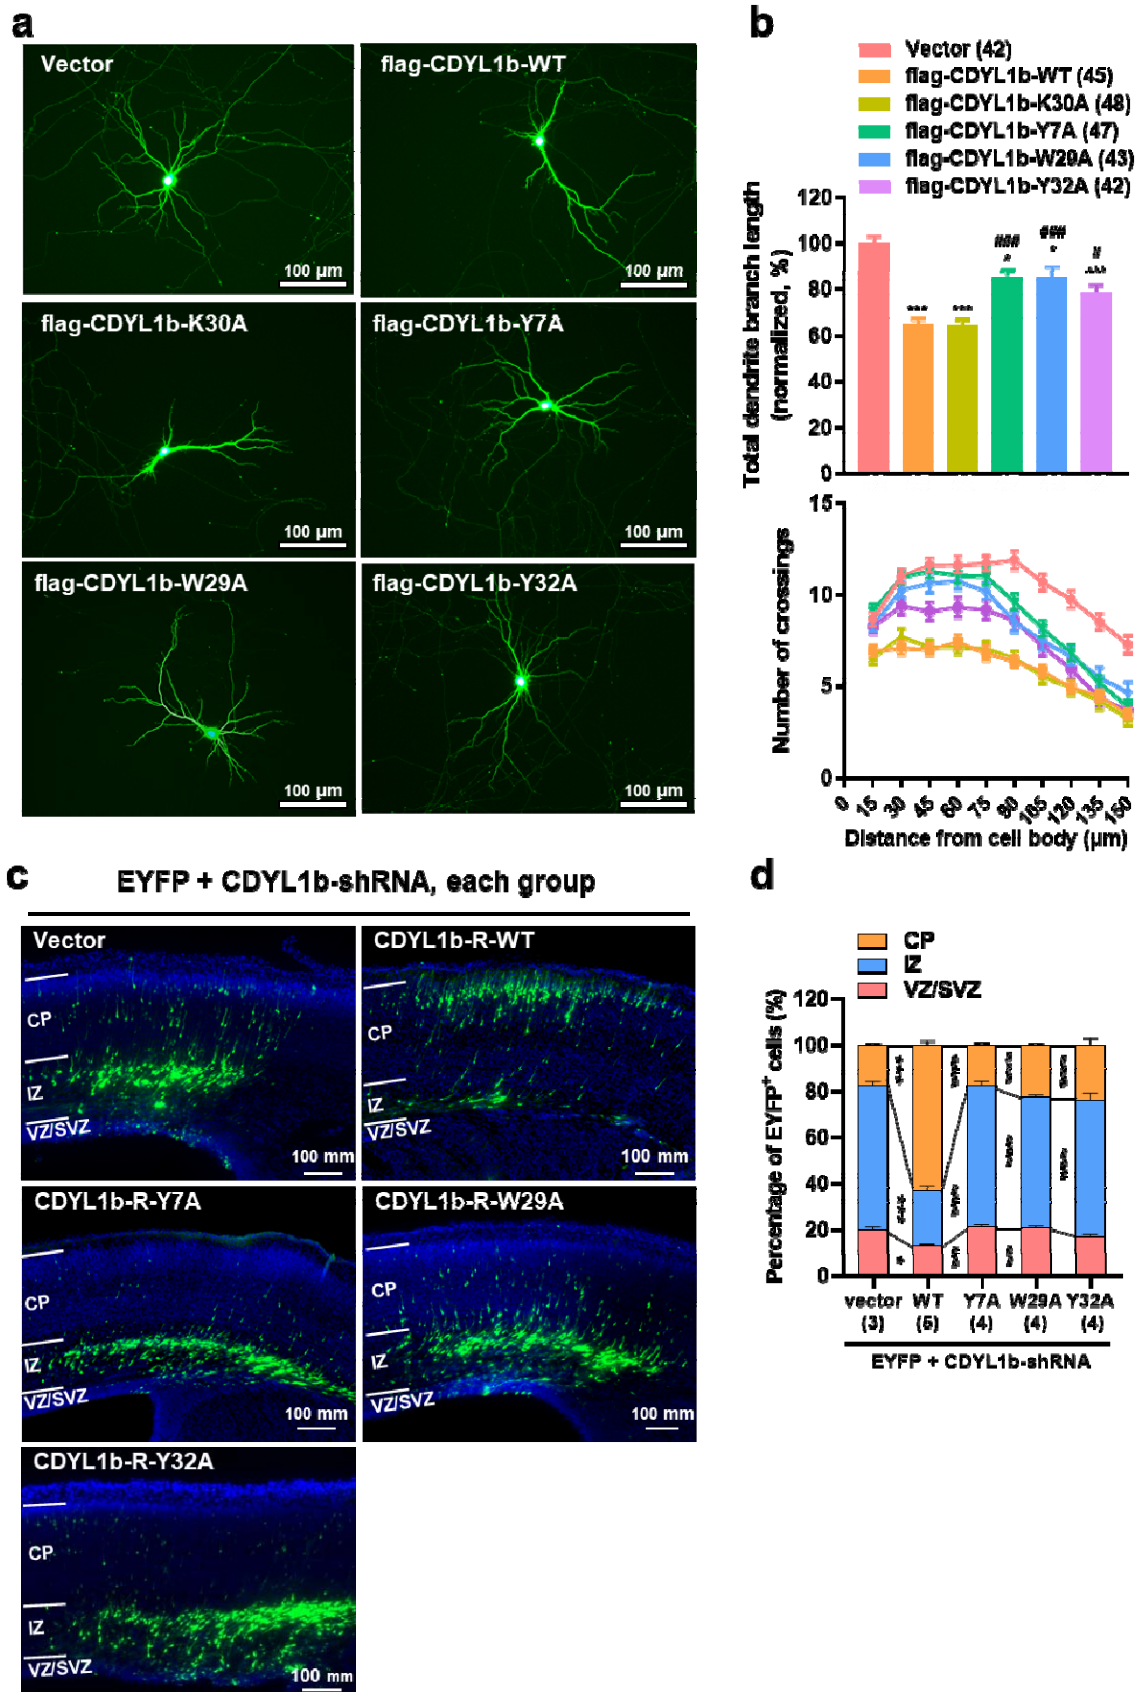 a
Vector
100 µm
flag-CDYL1b-WT
100 µm
flag-CDYL1b-K30A
100 µm
flag-CDYL1b-Y7A
100 µm
flag-CDYL1b-W29A
100 µm
flag-CDYL1b-Y32A
100 µm
b
Vector (42)
flag-CDYL1b-WT (45)
flag-CDYL1b-K30A (48)
flag-CDYL1b-Y7A (47)
flag-CDYL1b-W29A (43)
flag-CDYL1b-Y32A (42)
Total dendrite branch length
(normalized, %)
120
100
80
60
40
20
0
***
***
###
*
###
*
#
***
Number of crossings
15
10
5
0
0 15 30 45 60 75 90 105 120 135 150
Distance from cell body (µm)
c
EYFP + CDYL1b-shRNA, each group
Vector
CP
IZ
VZ/SVZ
100 mm
CDYL1b-R-WT
CP
IZ
VZ/SVZ
100 mm
CDYL1b-R-Y7A
CP
IZ
VZ/SVZ
100 mm
CDYL1b-R-W29A
CP
IZ
VZ/SVZ
100 mm
CDYL1b-R-Y32A
CP
IZ
VZ/SVZ
100 mm
d
CP
IZ
VZ/SVZ
Percentage of EYFP⁺ cells (%)
120
100
80
60
40
20
0
vector WT Y7A W29A Y32A
(3) (5) (4) (4) (4)
EYFP + CDYL1b-shRNA